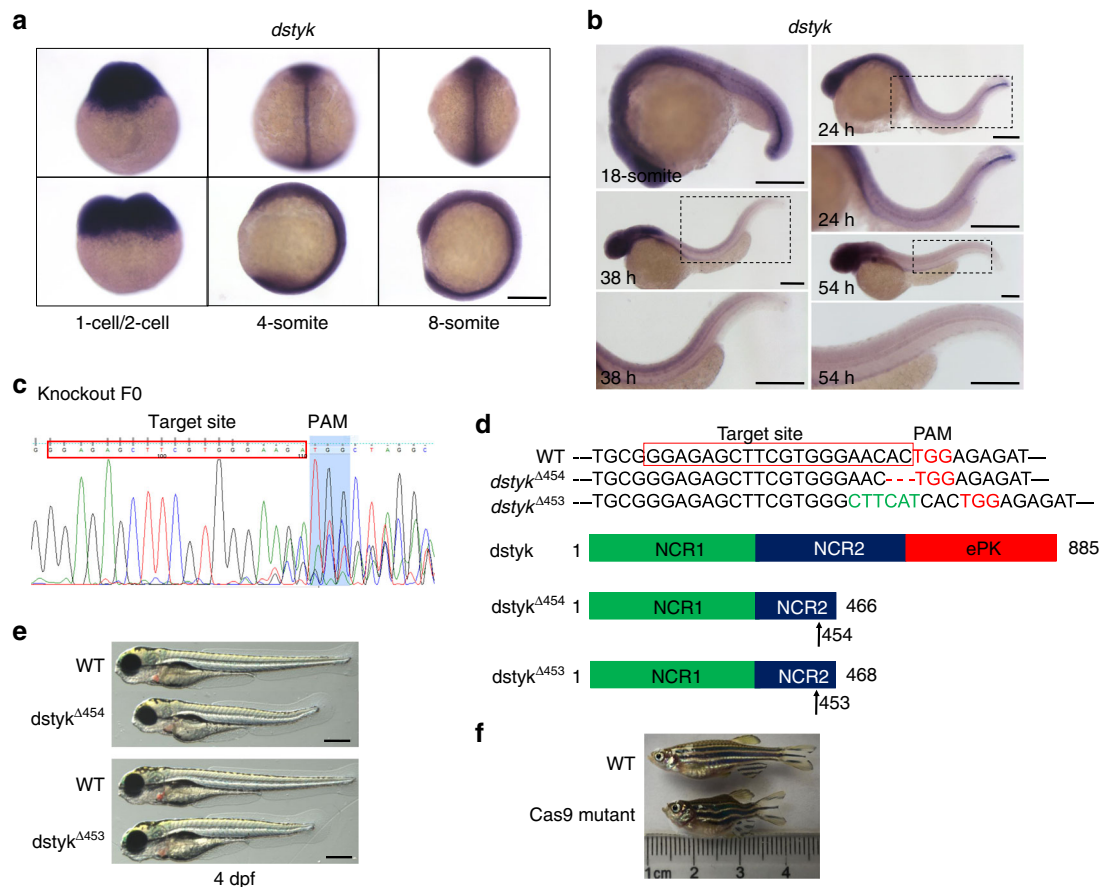 a
dstyk
1-cell/2-cell
4-somite
8-somite
b
dstyk
18-somite
24 h
24 h
38 h
54 h
38 h
54 h
c
Knockout F0
Target site PAM
G G A G A G C T T C G T G G G A A G A T G G C T A G G C
100 110
d
Target site PAM
WT --TGCGGGAGAGCTTCGTGGGAACACTGGAGAGAT—
dstykΔ454 --TGCGGGAGAGCTTCGTGGGAAC---TGGAGAGAT—
dstykΔ453 --TGCGGGAGAGCTTCGTGGGCTTCATCACTGGAGAGAT—
dstyk 1 NCR1 NCR2 ePK 885
dstykΔ454 1 NCR1 NCR2 466
454
dstykΔ453 1 NCR1 NCR2 468
453
e
WT
dstykΔ454
WT
dstykΔ453
4 dpf
f
WT
Cas9 mutant
1cm 2 3 4